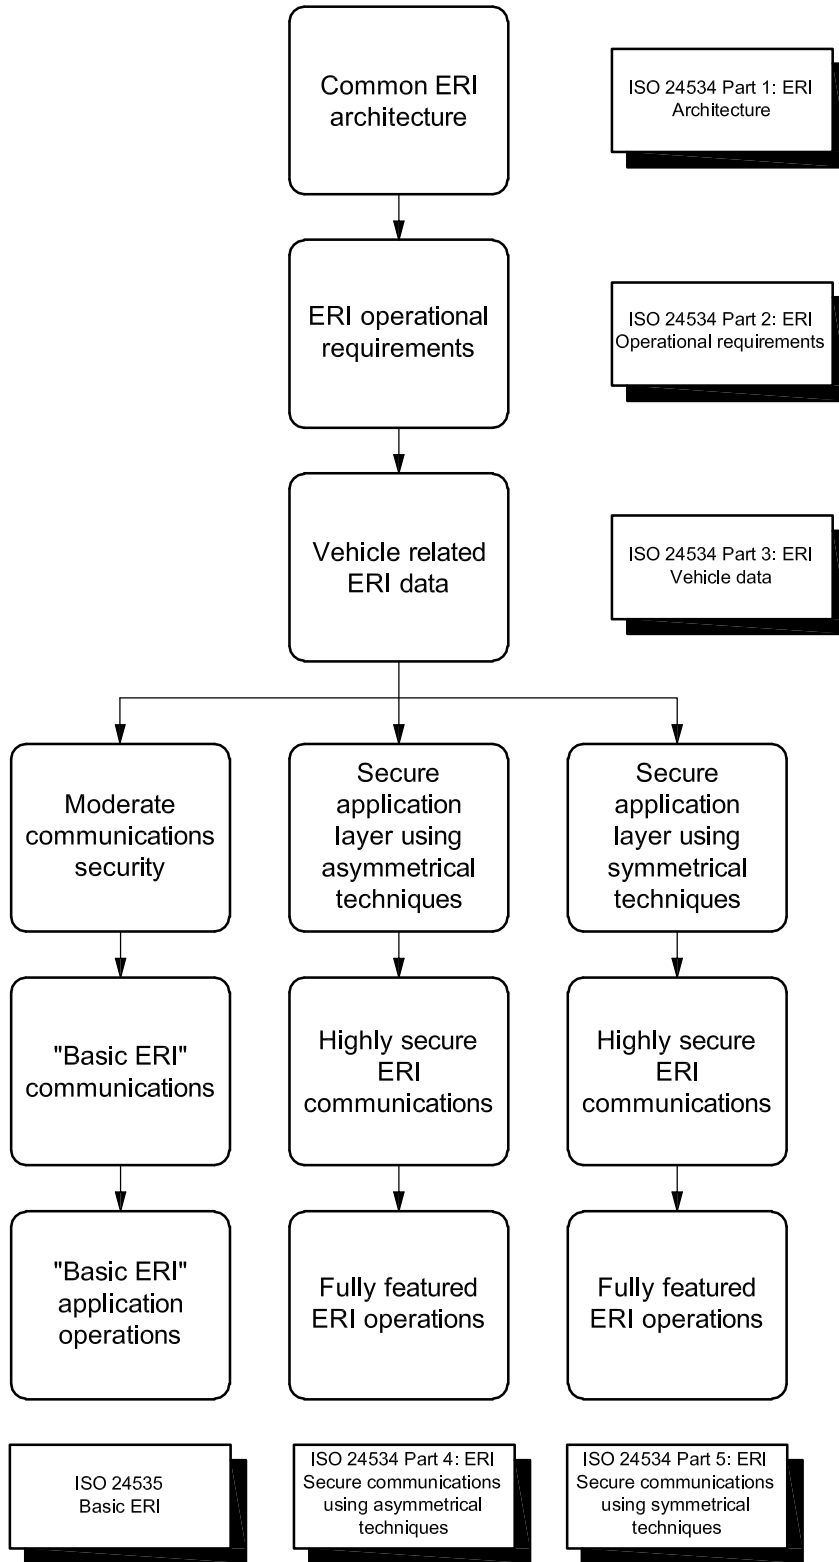 Common ERI
architecture
ISO 24534 Part 1: ERI
Architecture
ERI operational
requirements
ISO 24534 Part 2: ERI
Operational requirements
Vehicle related
ERI data
ISO 24534 Part 3: ERI
Vehicle data
Moderate
communications
security
Secure
application
layer using
asymmetrical
techniques
Secure
application
layer using
symmetrical
techniques
"Basic ERI"
communications
Highly secure
ERI
communications
Highly secure
ERI
communications
"Basic ERI"
application
operations
Fully featured
ERI operations
Fully featured
ERI operations
ISO 24535
Basic ERI
ISO 24534 Part 4: ERI
Secure communications
using asymmetrical
techniques
ISO 24534 Part 5: ERI
Secure communications
using symmetrical
techniques